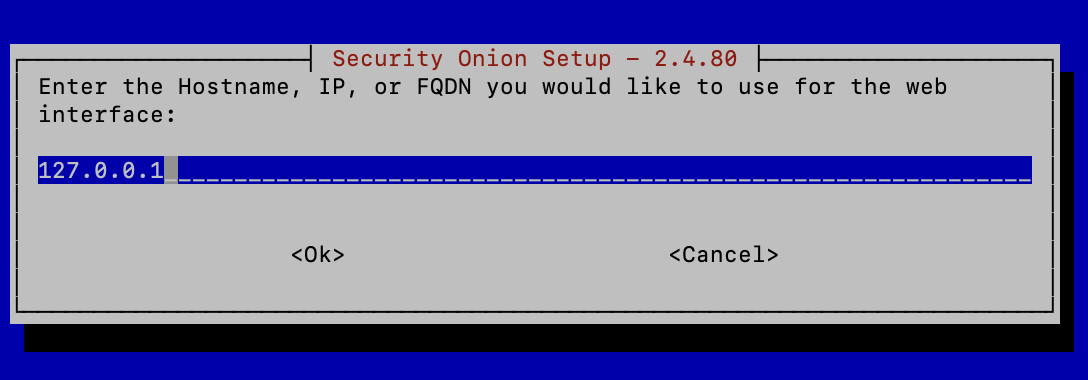 Security Onion Setup - 2.4.80
Enter the Hostname, IP, or FQDN you would like to use for the web
interface:
127.0.0.1
<Ok> <Cancel>